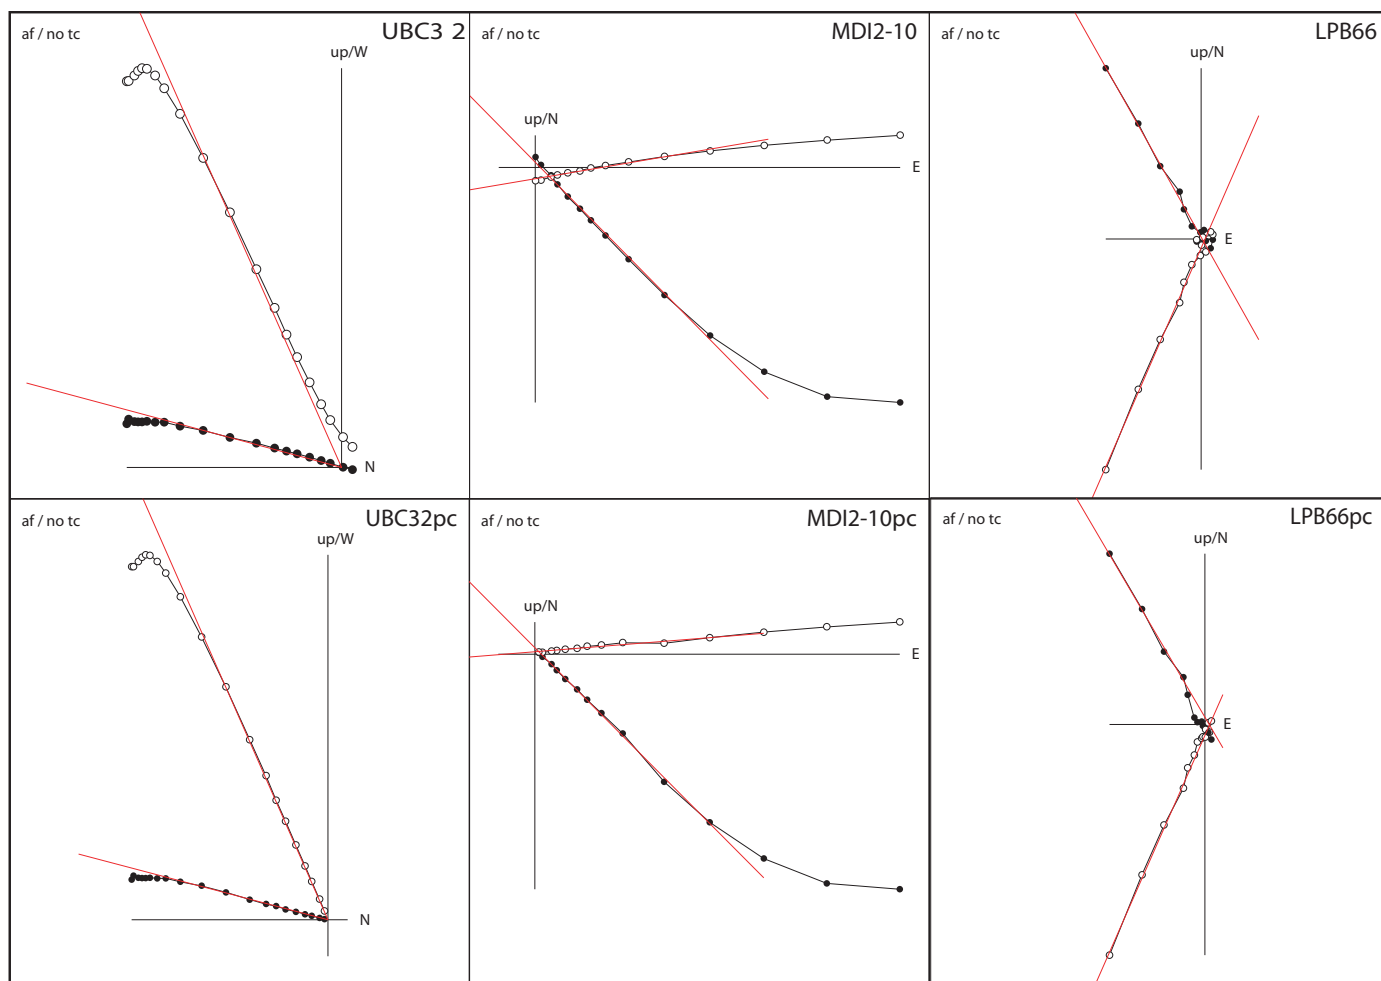 af / no tc
UBC3 2
up/W
N
af / no tc
MDI2-10
up/N
E
af / no tc
LPB66
up/N
E
af / no tc
UBC32pc
up/W
N
af / no tc
MDI2-10pc
up/N
E
af / no tc
LPB66pc
up/N
E